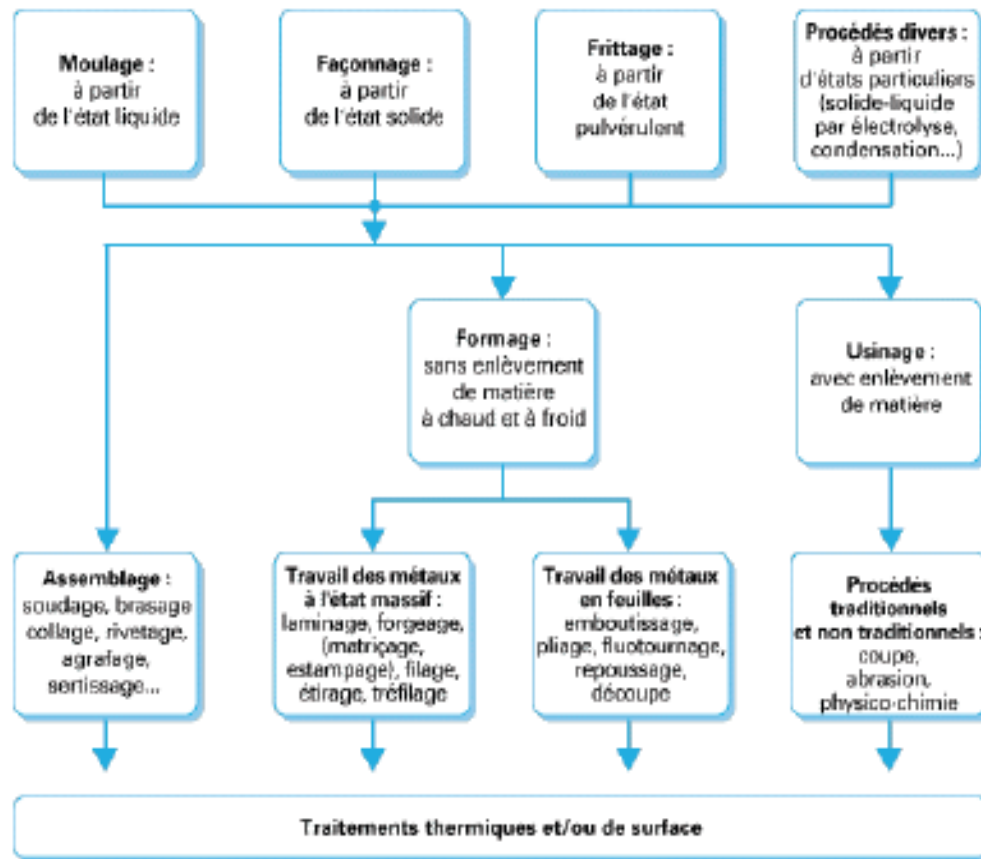 Moulage :
à partir
de l'état liquide
Façonnage :
à partir
de l'état solide
Frittage :
à partir
de l'état
pulvérulent
Procédés divers :
à partir
d'états particuliers
(solide-liquide
par électrolyse,
condensation...)
Formage :
sans enlèvement
de matière
à chaud et à froid
Usinage :
avec enlèvement
de matière
Assemblage :
soudage, brasage
collage, rivetage,
agrafage,
sertissage...
Travail des métaux
à l'état massif :
laminage, forgeage,
(matriçage,
estampage), filage,
étirage, tréfilage
Travail des métaux
en feuilles :
emboutissage,
pliage, fluotournage,
repoussage,
découpe
Procédés
traditionnels
et non traditionnels :
coupe,
abrasion,
physico-chimie
Traitements thermiques et/ou de surface